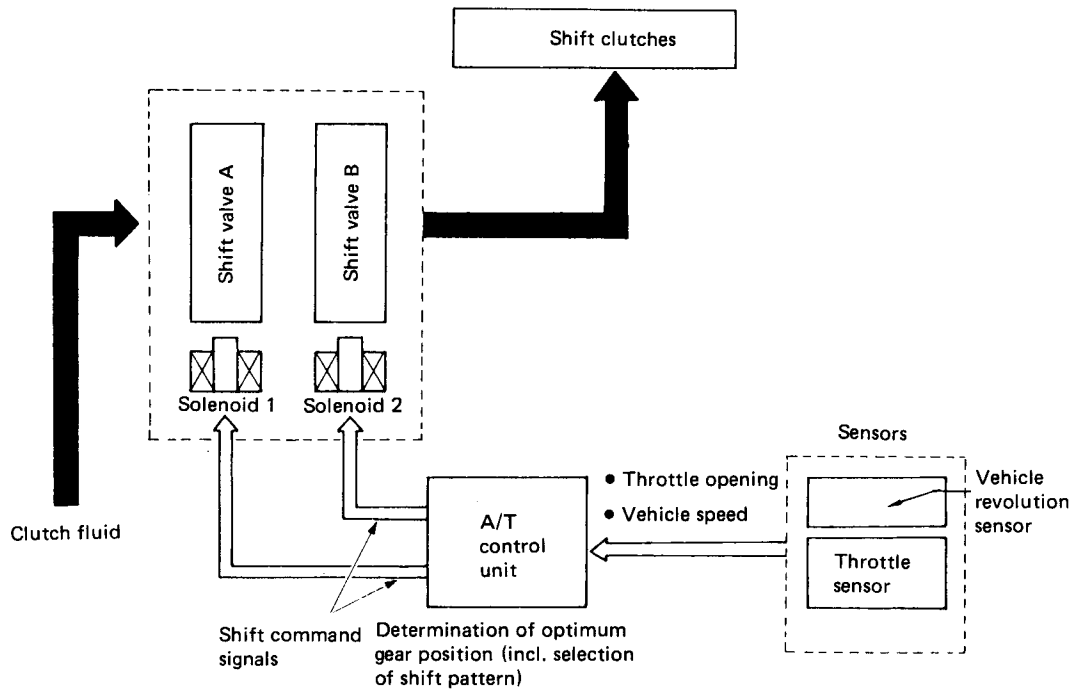 Shift clutches
Shift valve A
Shift valve B
Solenoid 1
Solenoid 2
Clutch fluid
Sensors
• Throttle opening
• Vehicle speed
Vehicle
revolution
sensor
A/T
control
unit
Throttle
sensor
Shift command
signals
Determination of optimum
gear position (incl. selection
of shift pattern)